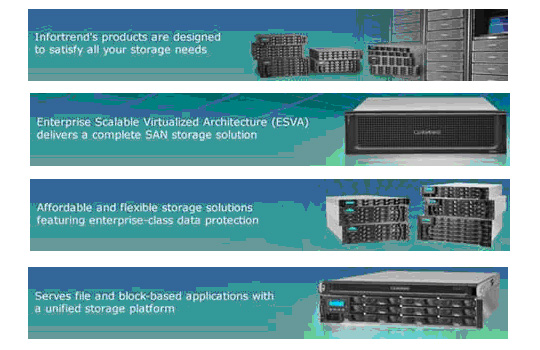 Infortrend's products are designed
to satisfy all your storage needs
Enterprise Scalable Virtualized Architecture (ESVA)
delivers a complete SAN storage solution
Affordable and flexible storage solutions
featuring enterprise-class data protection
Serves file and block-based applications with
a unified storage platform